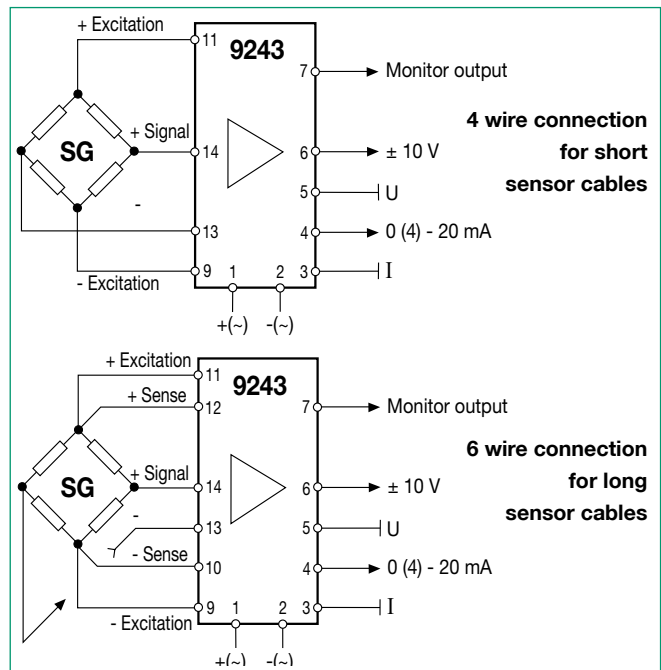 + Excitation
11
9243
7
Monitor output
4 wire connection
for short
sensor cables
+ Signal
SG
14
6
± 10 V
5
U
-
13
4
0 (4) - 20 mA
9
1
2
3
I
- Excitation
+(~)
-(~)
+ Excitation
11
9243
+ Sense
12
7
Monitor output
6 wire connection
for long
sensor cables
+ Signal
SG
14
6
± 10 V
-
13
5
U
- Sense
10
4
0 (4) - 20 mA
9
1
2
3
I
- Excitation
+(~)
-(~)